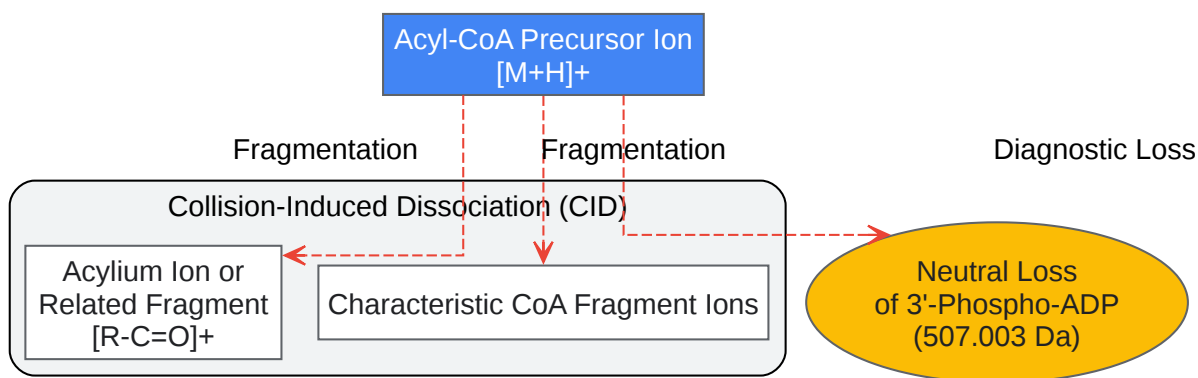 Acyl-CoA Precursor Ion
[M+H]+
Fragmentation
Fragmentation
Diagnostic Loss
Collision-Induced Dissociation (CID)
Acylium Ion or
Related Fragment
[R-C=O]+
Characteristic CoA Fragment Ions
Neutral Loss
of 3'-Phospho-ADP
(507.003 Da)